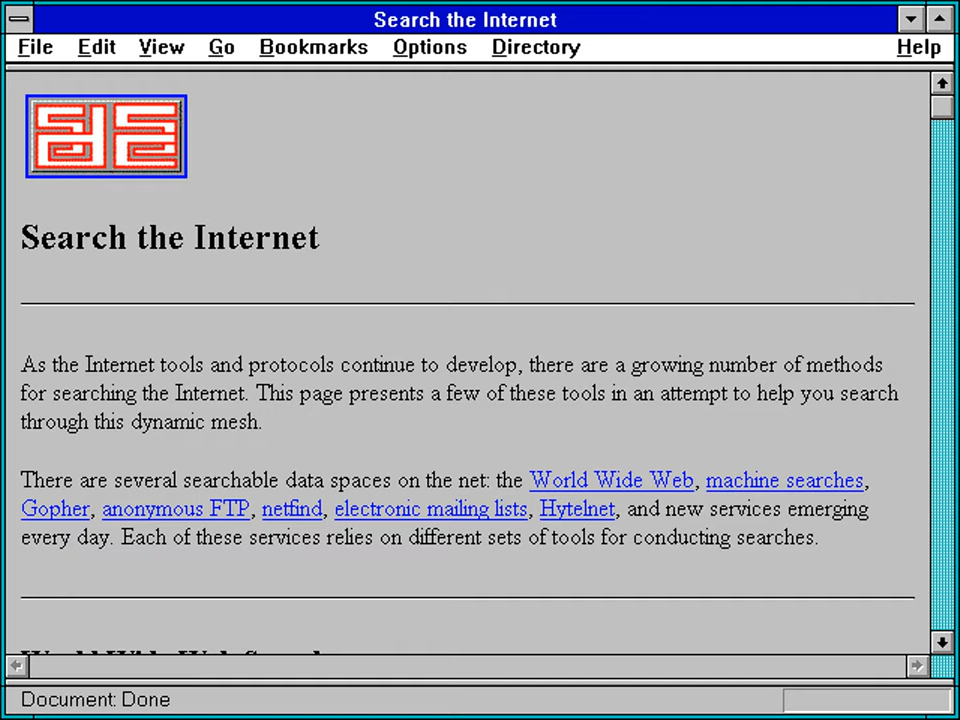 Search the Internet
File Edit View Go Bookmarks Options Directory Help
Search the Internet
As the Internet tools and protocols continue to develop, there are a growing number of methods
for searching the Internet. This page presents a few of these tools in an attempt to help you search
through this dynamic mesh.
There are several searchable data spaces on the net: the World Wide Web, machine searches,
Gopher, anonymous FTP, netfind, electronic mailing lists, Hytelnet, and new services emerging
every day. Each of these services relies on different sets of tools for conducting searches.
World Wide Web
Document: Done